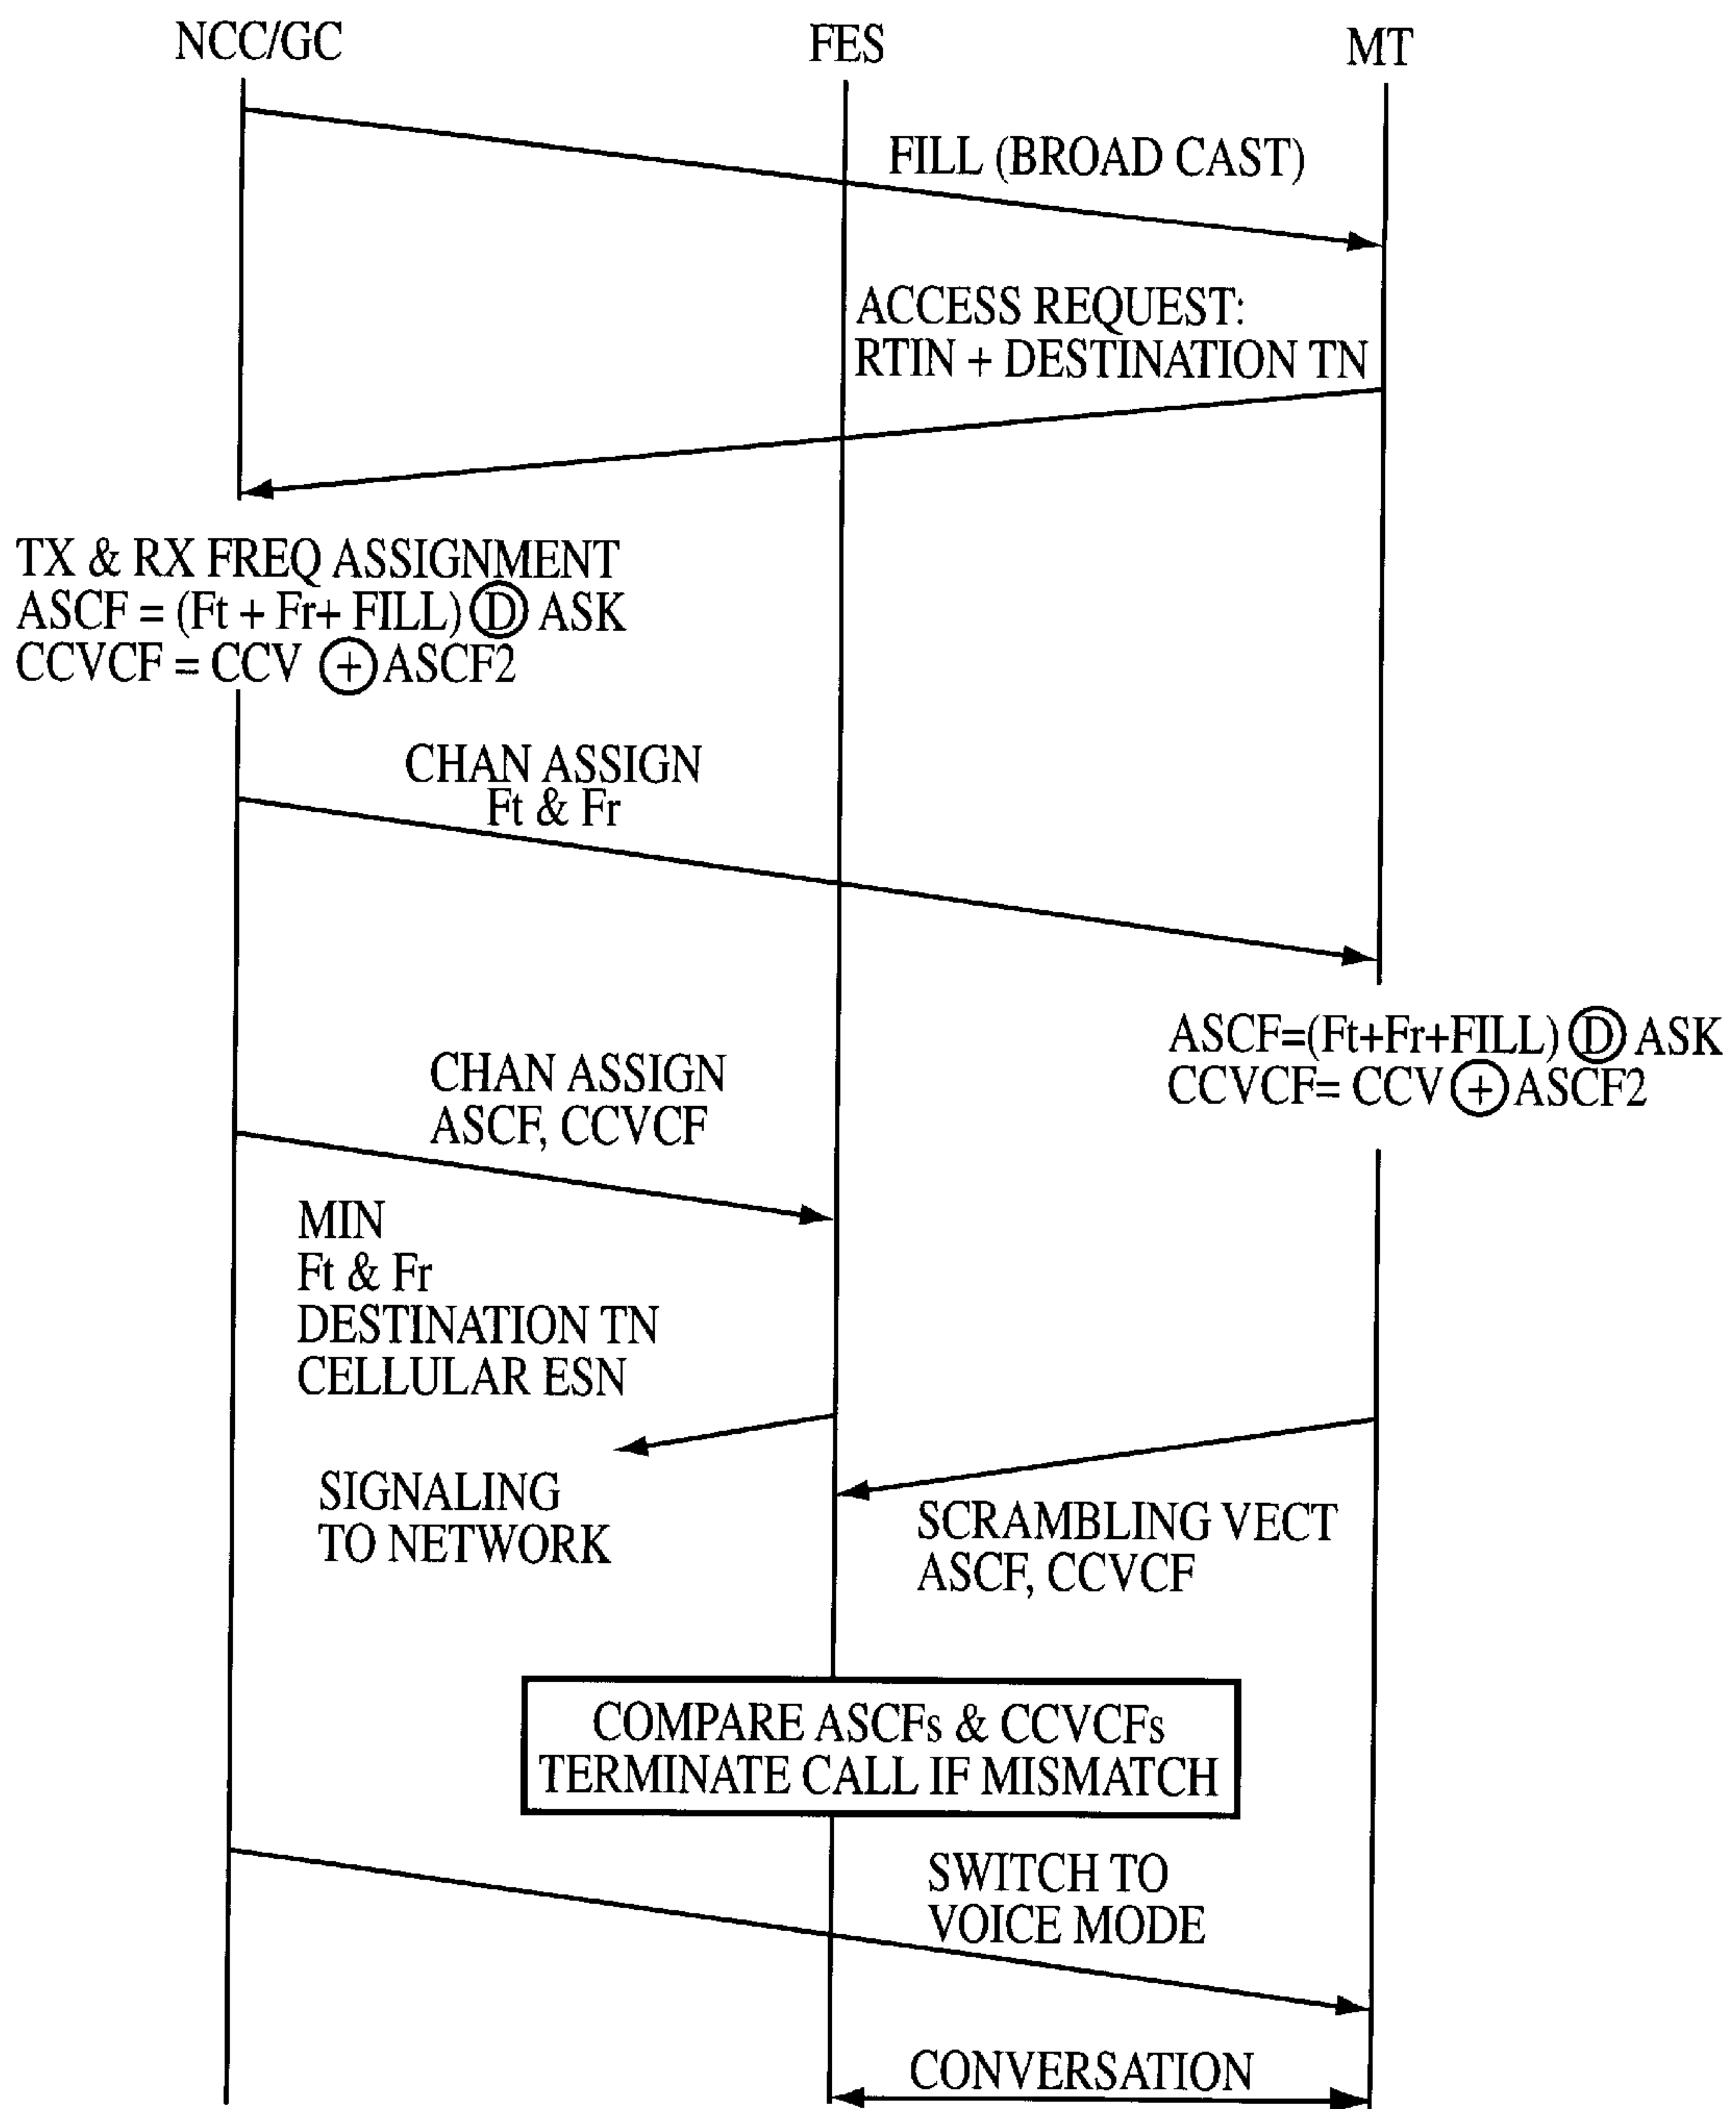 NCC/GC FES MT
FILL (BROAD CAST)
ACCESS REQUEST:
RTIN + DESTINATION TN
TX & RX FREQ ASSIGNMENT
ASCF = (Ft + Fr+ FILL) Ⓓ ASK
CCVCF = CCV ⊕ ASCF2
CHAN ASSIGN
Ft & Fr
ASCF=(Ft+Fr+FILL) Ⓓ ASK
CCVCF= CCV ⊕ ASCF2
CHAN ASSIGN
ASCF, CCVCF
MIN
Ft & Fr
DESTINATION TN
CELLULAR ESN
SIGNALING
TO NETWORK
SCRAMBLING VECT
ASCF, CCVCF
COMPARE ASCFs & CCVCFs
TERMINATE CALL IF MISMATCH
SWITCH TO
VOICE MODE
CONVERSATION